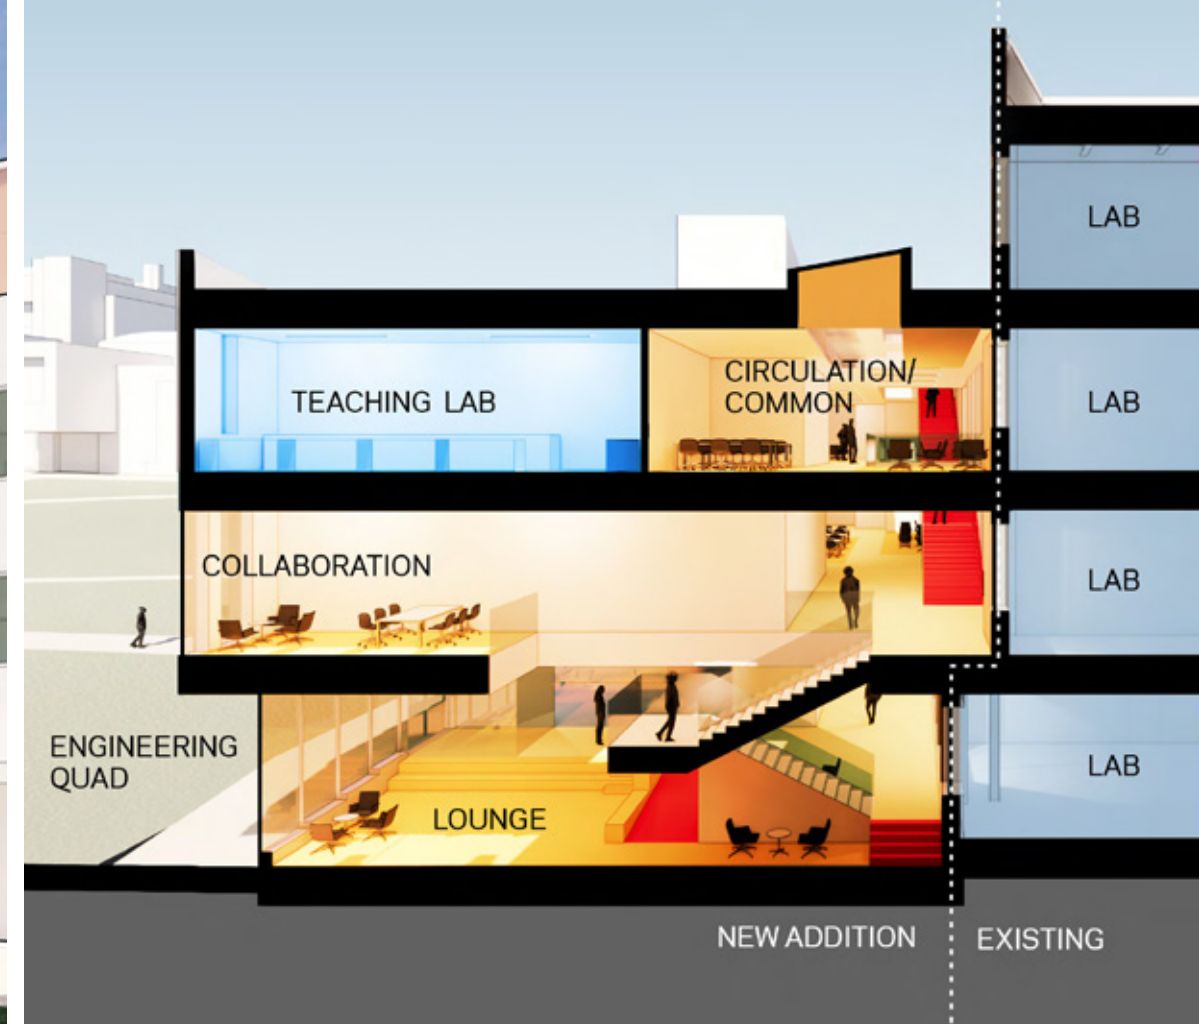 LAB
TEACHING LAB
CIRCULATION/
COMMON
LAB
COLLABORATION
LAB
ENGINEERING
QUAD
LOUNGE
LAB
NEW ADDITION
EXISTING